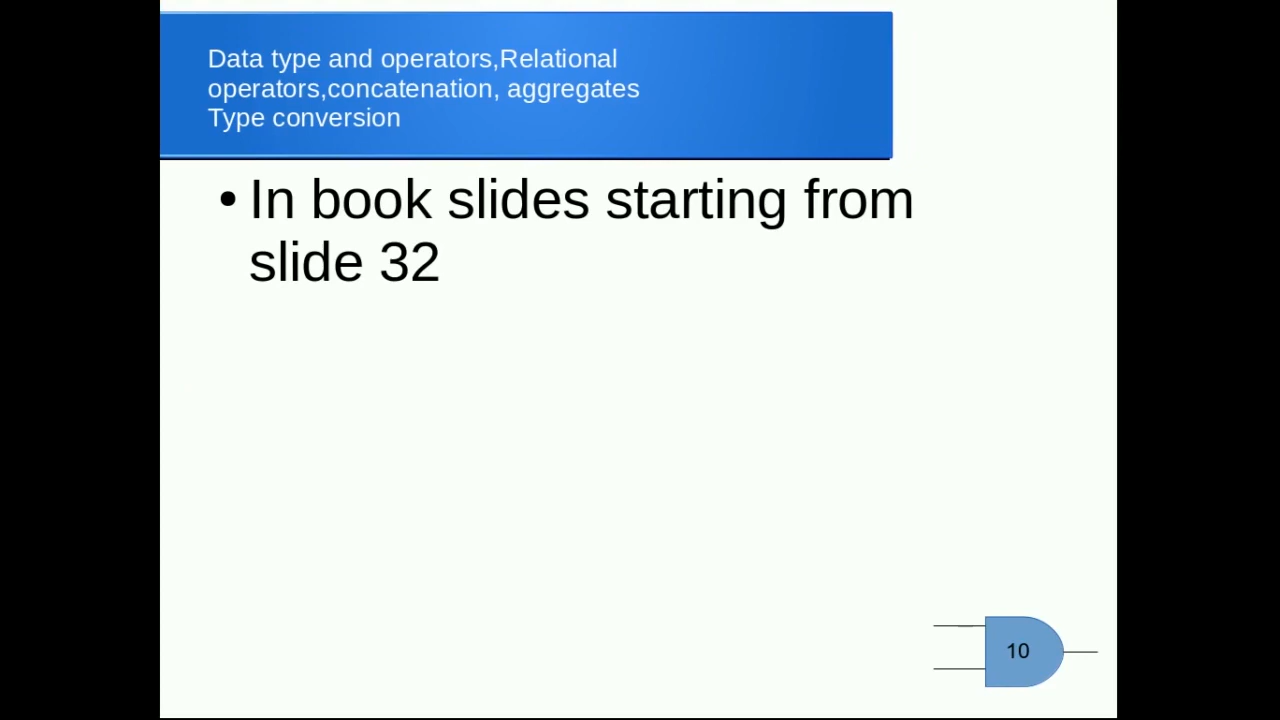 Data type and operators,Relational
operators,concatenation, aggregates
Type conversion
• In book slides starting from
slide 32
10